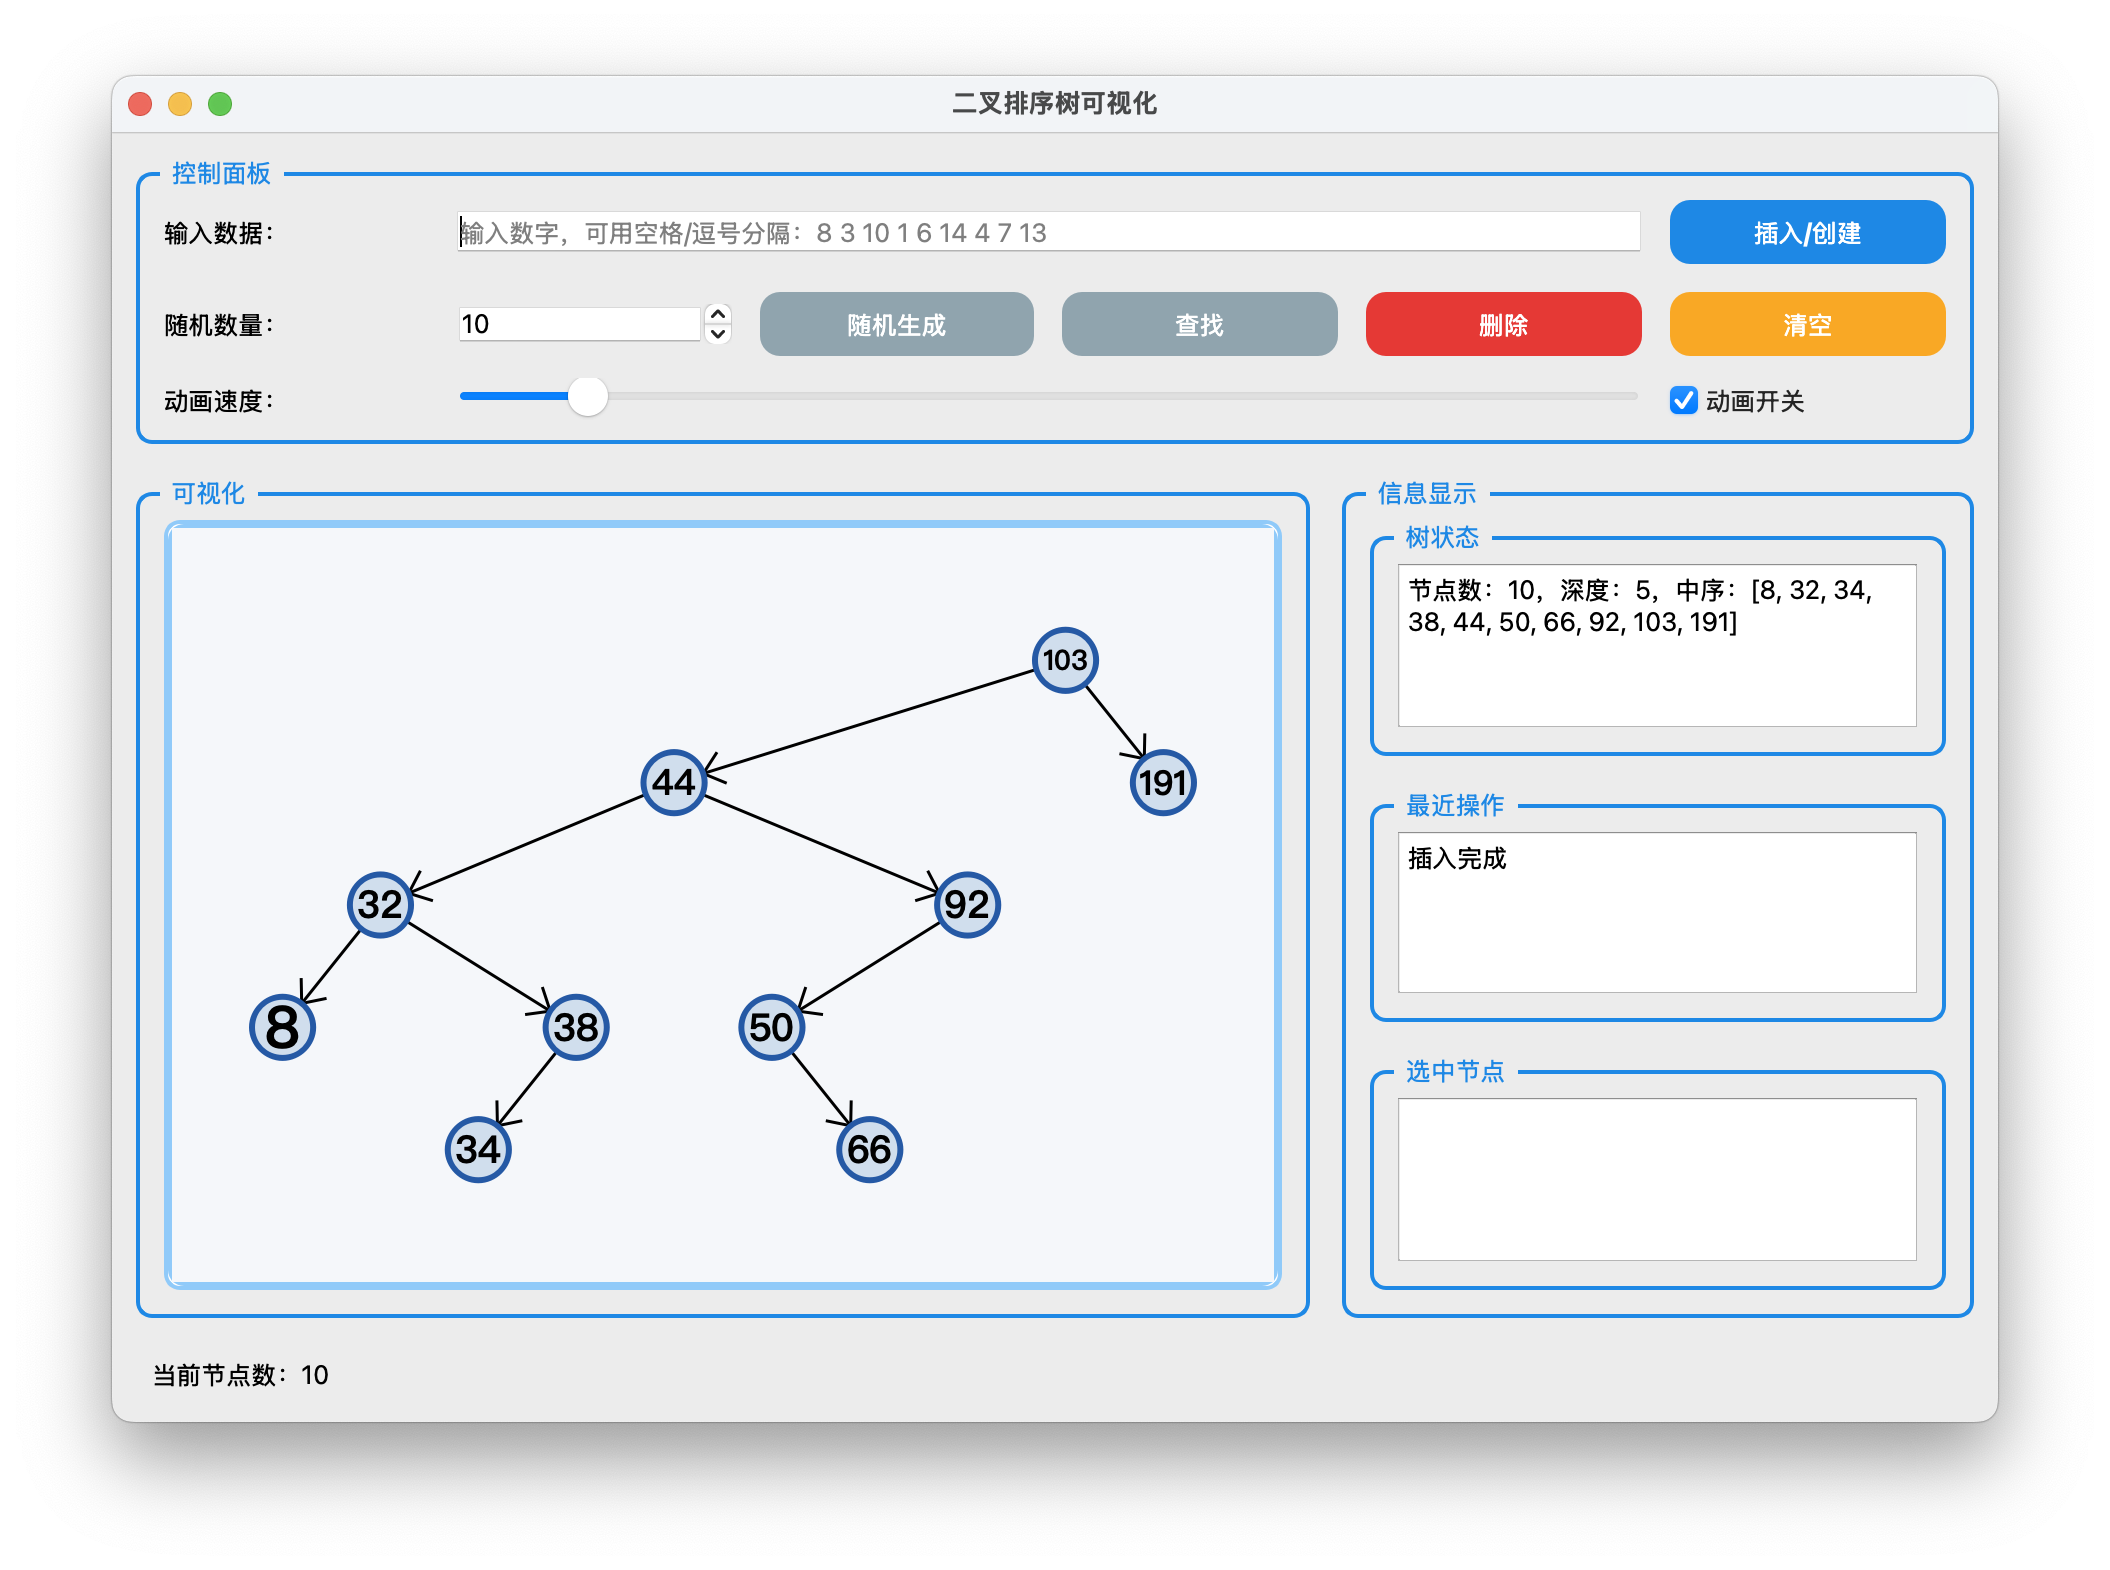 二叉排序树可视化
控制面板
输入数据：
输入数字，可用空格/逗号分隔：8 3 10 1 6 14 4 7 13
插入/创建
随机数量：
10
随机生成
查找
删除
清空
动画速度：
动画开关
可视化
103
44
191
32
92
8
38
50
34
66
信息显示
树状态
节点数：10，深度：5，中序：[8, 32, 34,
38, 44, 50, 66, 92, 103, 191]
最近操作
插入完成
选中节点
当前节点数：10